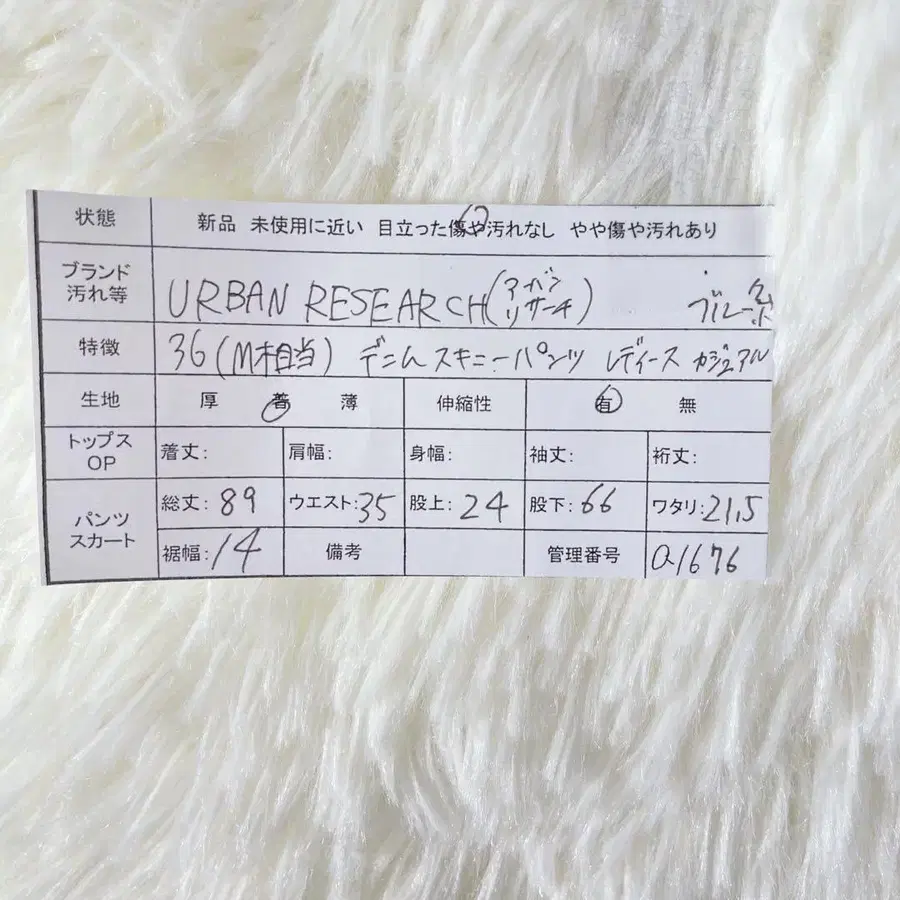 状態 新品 未使用に近い 目立った傷や汚れなし やや傷や汚れあり
ブランド 汚れ等 URBAN RESEARCH(アーバンリサーチ) ブルー系
特徴 36(M相当) デニム スキニーパンツ レディース カジュアル
生地 厚 普 薄 伸縮性 有 無
トップス OP 着丈: 肩幅: 身幅: 袖丈: 裄丈:
パンツ スカート 総丈:89 ウエスト:35 股上:24 股下:66 ワタリ:21,5
裾幅:14 備考 管理番号 a1676